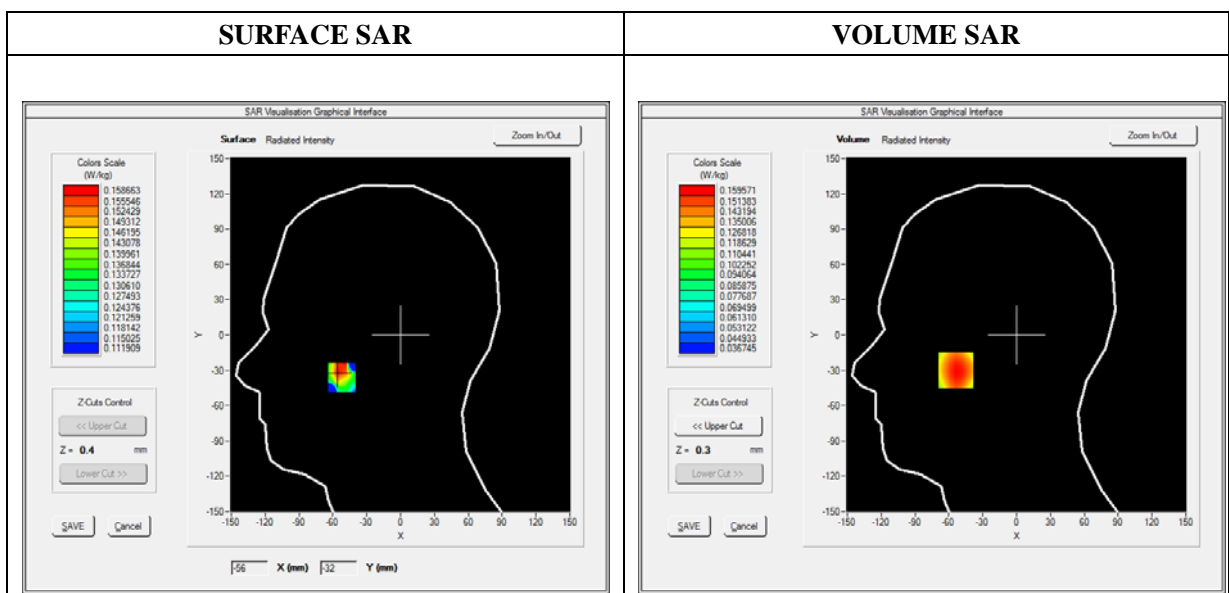 SURFACE SAR
VOLUME SAR
SAR Visualisation Graphical Interface
Surface Radiated Intensity
Zoom In/Out
Colors Scale
(W/kg)
0.158663
0.155546
0.152429
0.149312
0.146195
0.143078
0.139961
0.136844
0.133727
0.130610
0.127493
0.124376
0.121259
0.118142
0.115025
0.111909
Z-Cuts Control
<< Upper Cut
Z = 0.4 mm
Lower Cut >>
SAVE Cancel
150
120
90
60
30
0
-30
-60
-90
-120
-150
Y
-150 -120 -90 -60 -30 0 30 60 90 120 150
X
-56 X (mm) -32 Y (mm)
SAR Visualisation Graphical Interface
Volume Radiated Intensity
Zoom In/Out
Colors Scale
(W/kg)
0.159571
0.151383
0.143194
0.135006
0.126818
0.118629
0.110441
0.102252
0.094064
0.085875
0.077687
0.069499
0.061310
0.053122
0.044933
0.036745
Z-Cuts Control
<< Upper Cut
Z = 0.3 mm
Lower Cut >>
SAVE Cancel
150
120
90
60
30
0
-30
-60
-90
-120
-150
Y
-150 -120 -90 -60 -30 0 30 60 90 120 150
X